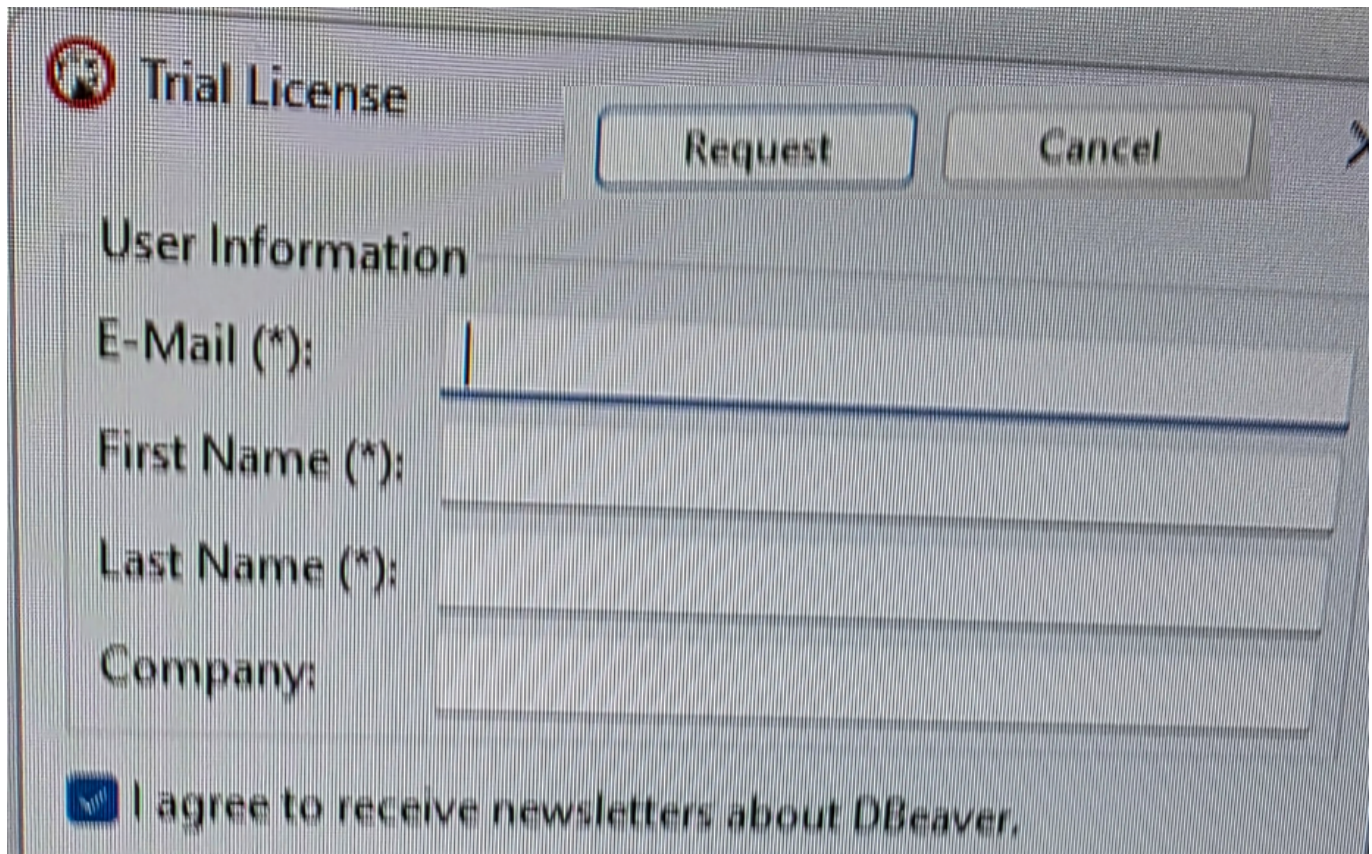 Trial License
Request Cancel
User Information
E-Mail (*):
First Name (*):
Last Name (*):
Company:
I agree to receive newsletters about DBeaver.